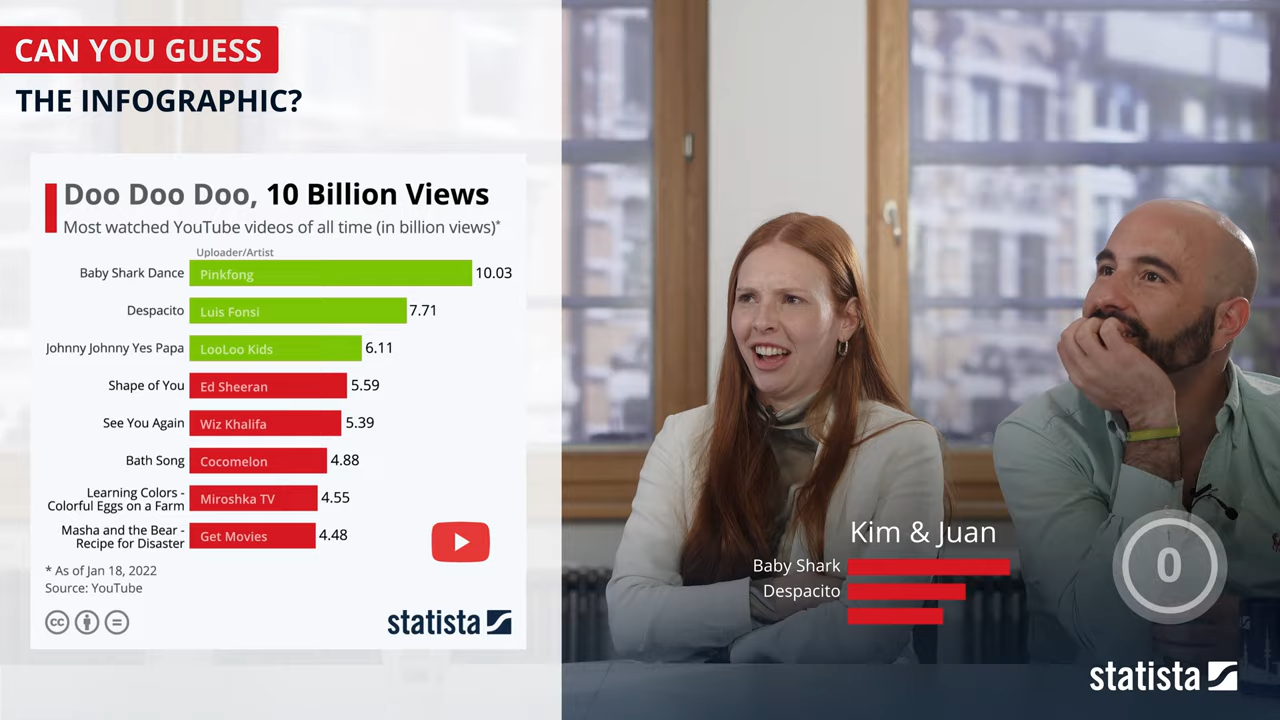 CAN YOU GUESS
THE INFOGRAPHIC?
Doo Doo Doo, 10 Billion Views
Most watched YouTube videos of all time (in billion views)*
Uploader/Artist
Baby Shark Dance Pinkfong 10.03
Despacito Luis Fonsi 7.71
Johnny Johnny Yes Papa LooLoo Kids 6.11
Shape of You Ed Sheeran 5.59
See You Again Wiz Khalifa 5.39
Bath Song Cocomelon 4.88
Learning Colors -
Colorful Eggs on a Farm Miroshka TV 4.55
Masha and the Bear -
Recipe for Disaster Get Movies 4.48
* As of Jan 18, 2022
Source: YouTube
cc =
statista
Kim & Juan
Baby Shark
Despacito
0
statista